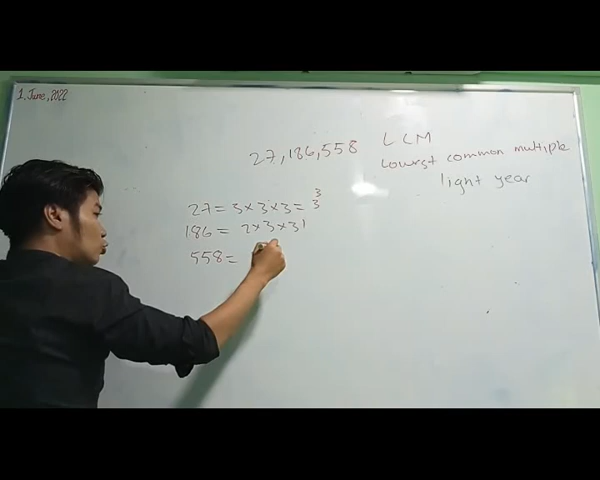 1.June,2022
27,186,558 LCM
Lowest common multiple
light year
27 = 3×3×3 = 3³
186 = 2×3×31
558 =